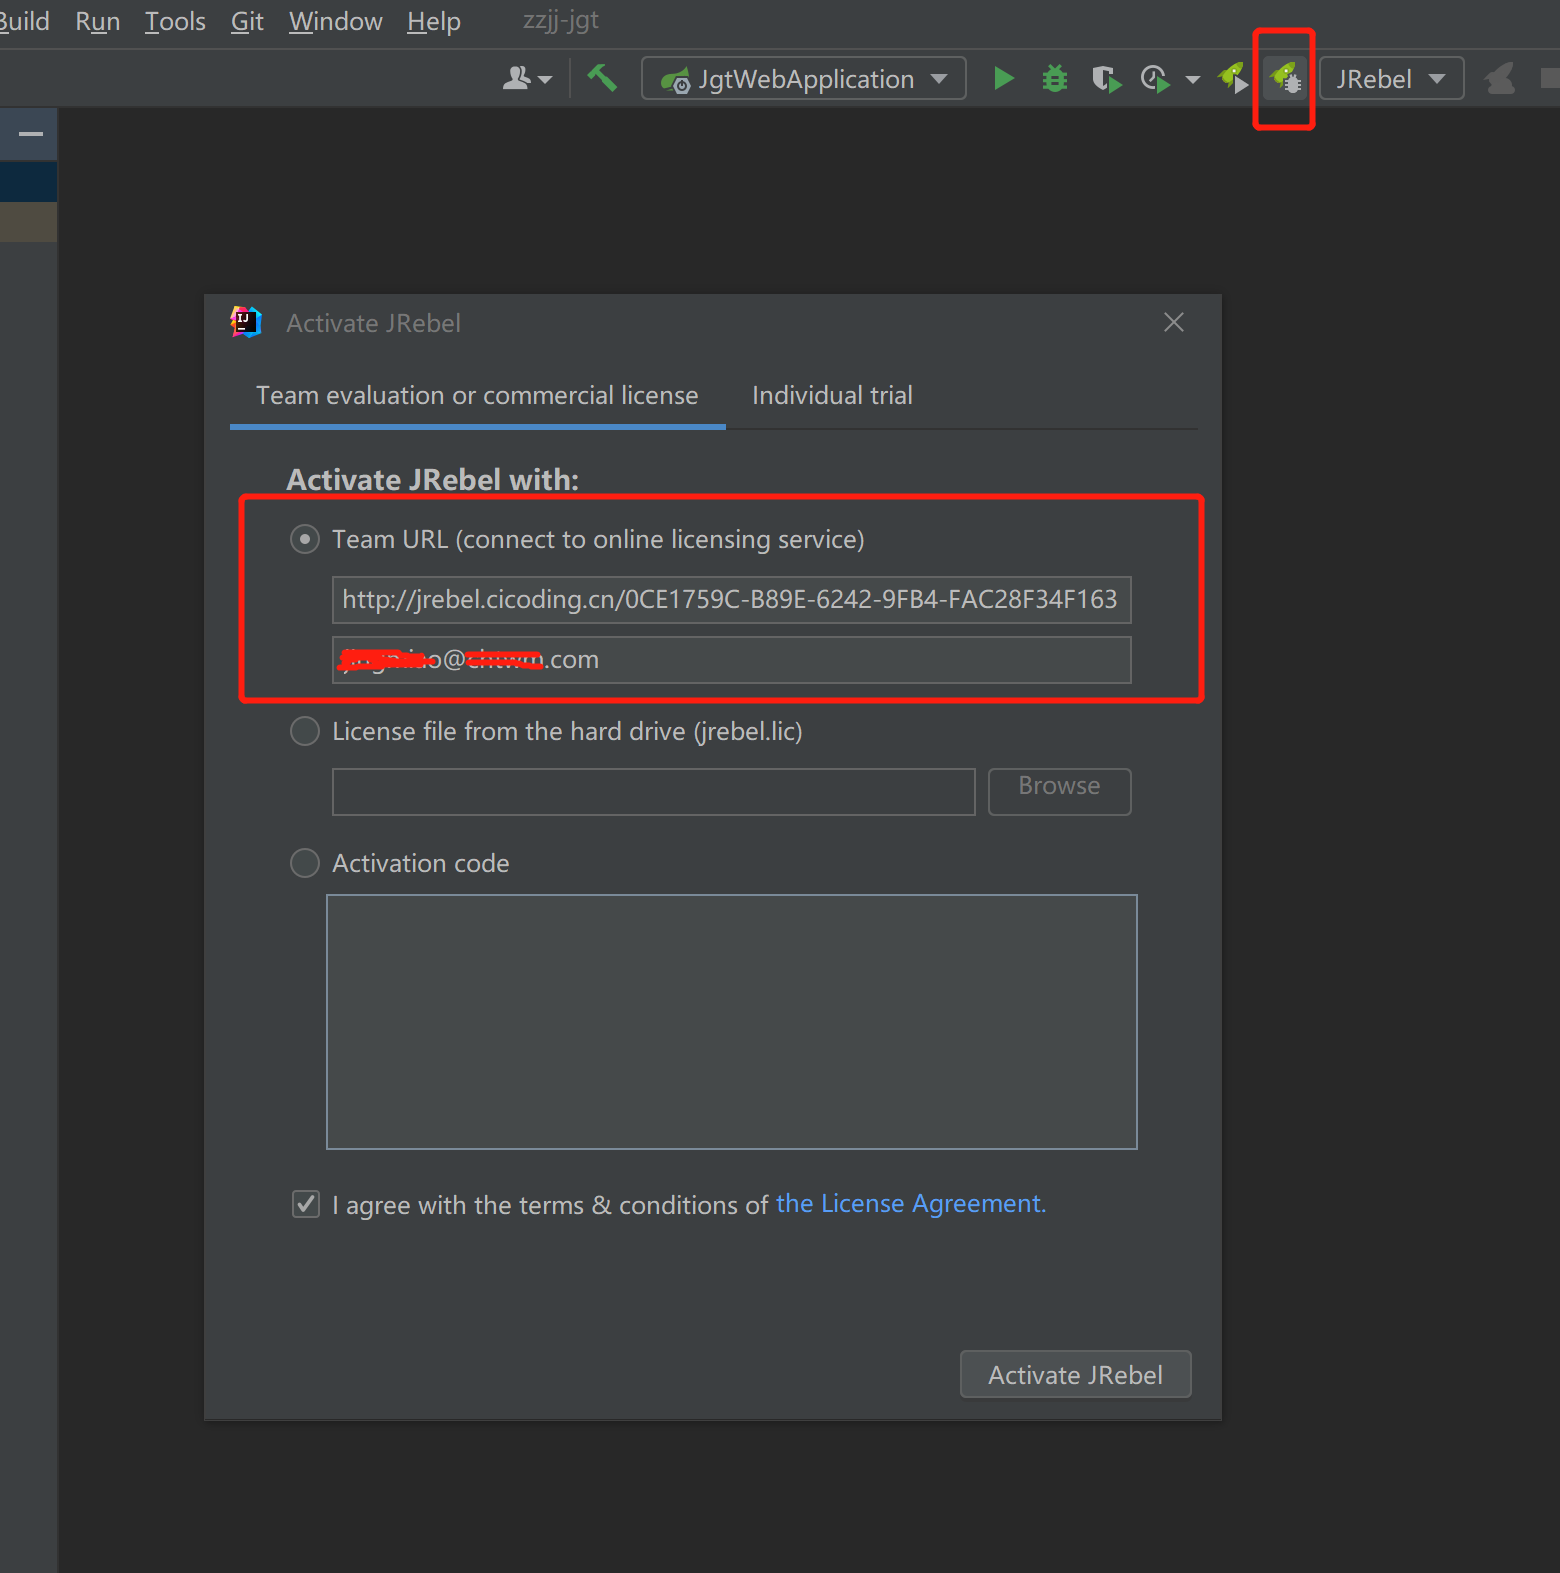 Build Run Tools Git Window Help zzjj-jgt
JgtWebApplication JRebel
IJ
Activate JRebel
Team evaluation or commercial license Individual trial
Activate JRebel with:
Team URL (connect to online licensing service)
http://jrebel.cicoding.cn/0CE1759C-B89E-6242-9FB4-FAC28F34F163
@ .com
License file from the hard drive (jrebel.lic)
Browse
Activation code
I agree with the terms & conditions of the License Agreement.
Activate JRebel